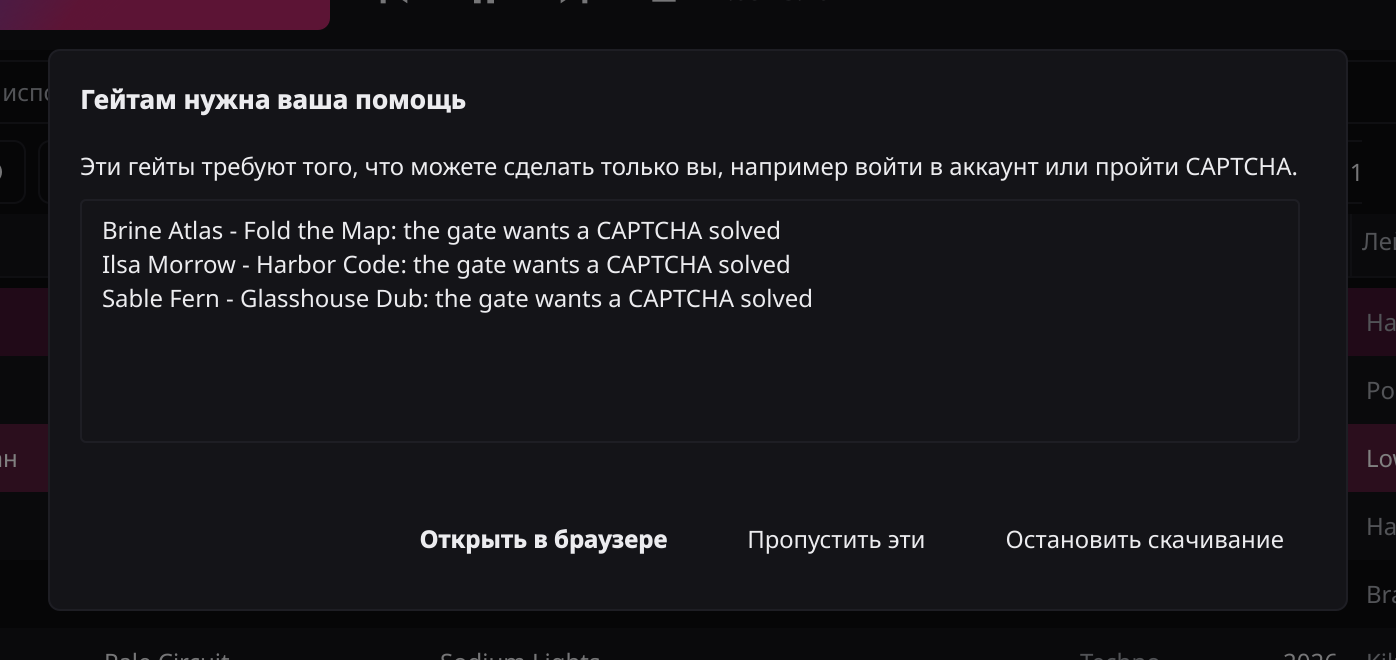 Гейтам нужна ваша помощь
Эти гейты требуют того, что можете сделать только вы, например войти в аккаунт или пройти CAPTCHA.
1
Brine Atlas - Fold the Map: the gate wants a CAPTCHA solved
Ilsa Morrow - Harbor Code: the gate wants a CAPTCHA solved
Sable Fern - Glasshouse Dub: the gate wants a CAPTCHA solved
Открыть в браузере
Пропустить эти
Остановить скачивание